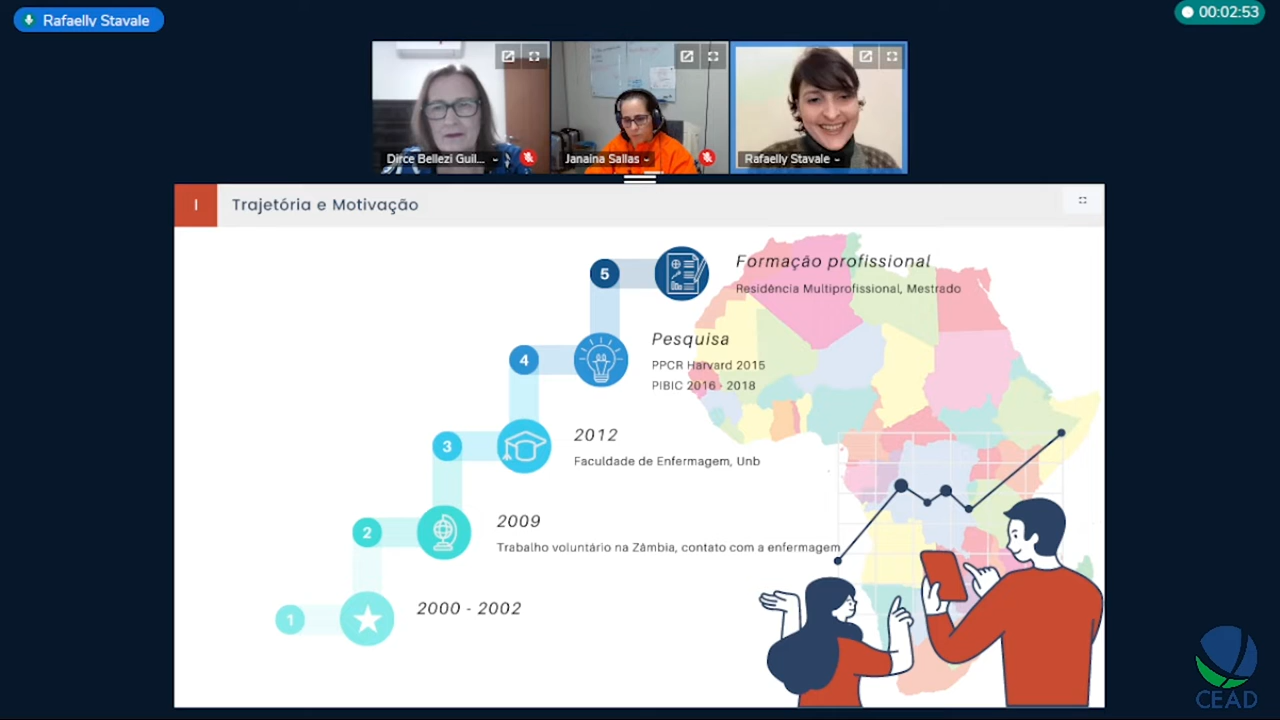 Rafaelly Stavale
00:02:53
Dirce Bellezi Guil...
Janaina Sallas
Rafaelly Stavale
I
Trajetória e Motivação
5
Formação profissional
Residência Multiprofissional, Mestrado
4
Pesquisa
PPCR Harvard 2015
PIBIC 2016 - 2018
3
2012
Faculdade de Enfermagem, Unb
2
2009
Trabalho voluntário na Zâmbia, contato com a enfermagem
1
2000 - 2002
CEAD